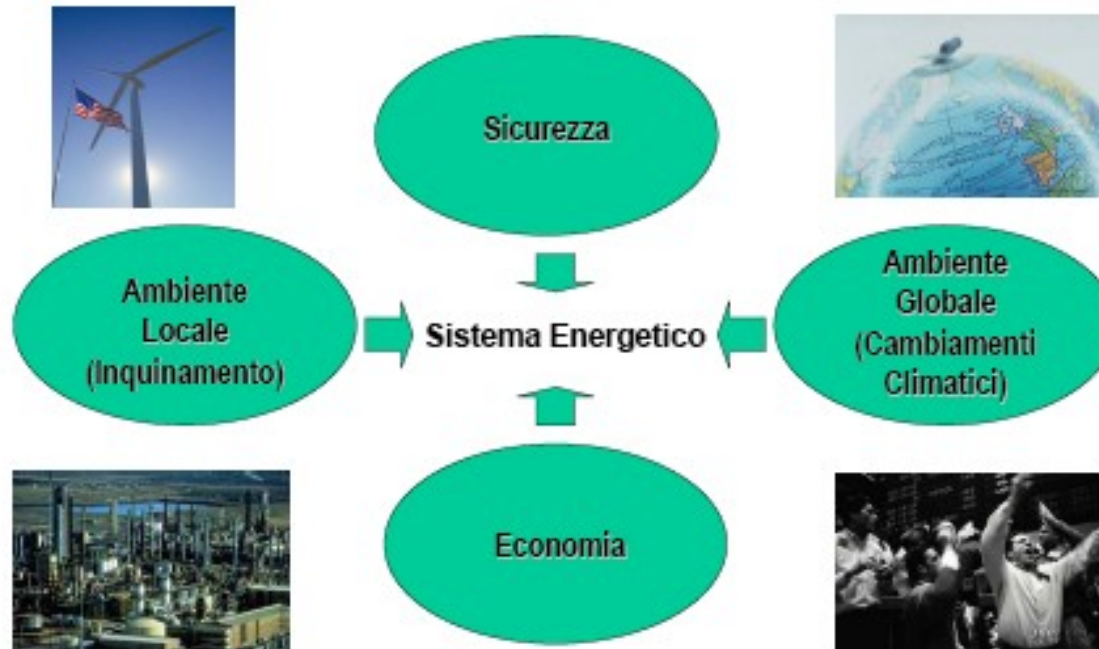 Sicurezza
Ambiente
Locale
(Inquinamento)
Sistema Energetico
Ambiente
Globale
(Cambiamenti
Climatici)
Economia